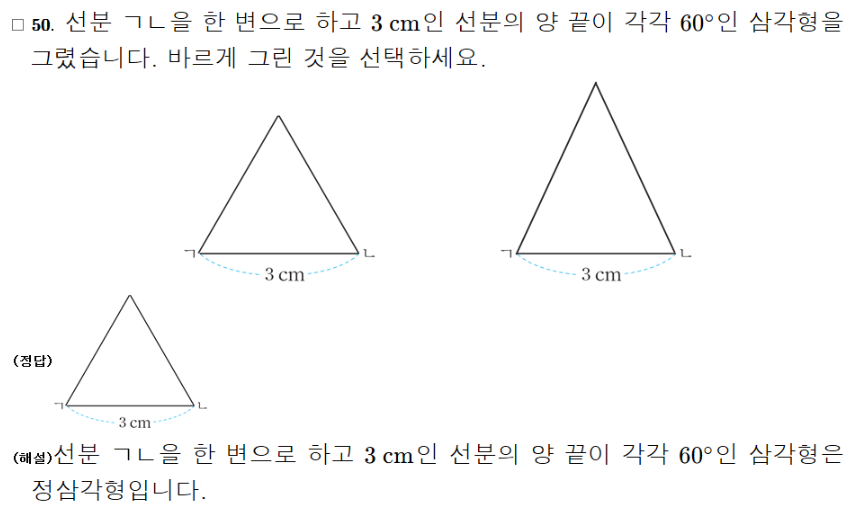 □ 50. 선분 ㄱㄴ을 한 변으로 하고 3 cm인 선분의 양 끝이 각각 60°인 삼각형을
그렸습니다. 바르게 그린 것을 선택하세요.
ㄱ ㄴ ㄱ ㄴ
3 cm 3 cm
(정답)
ㄱ ㄴ
3 cm
(해설)선분 ㄱㄴ을 한 변으로 하고 3 cm인 선분의 양 끝이 각각 60°인 삼각형은
정삼각형입니다.